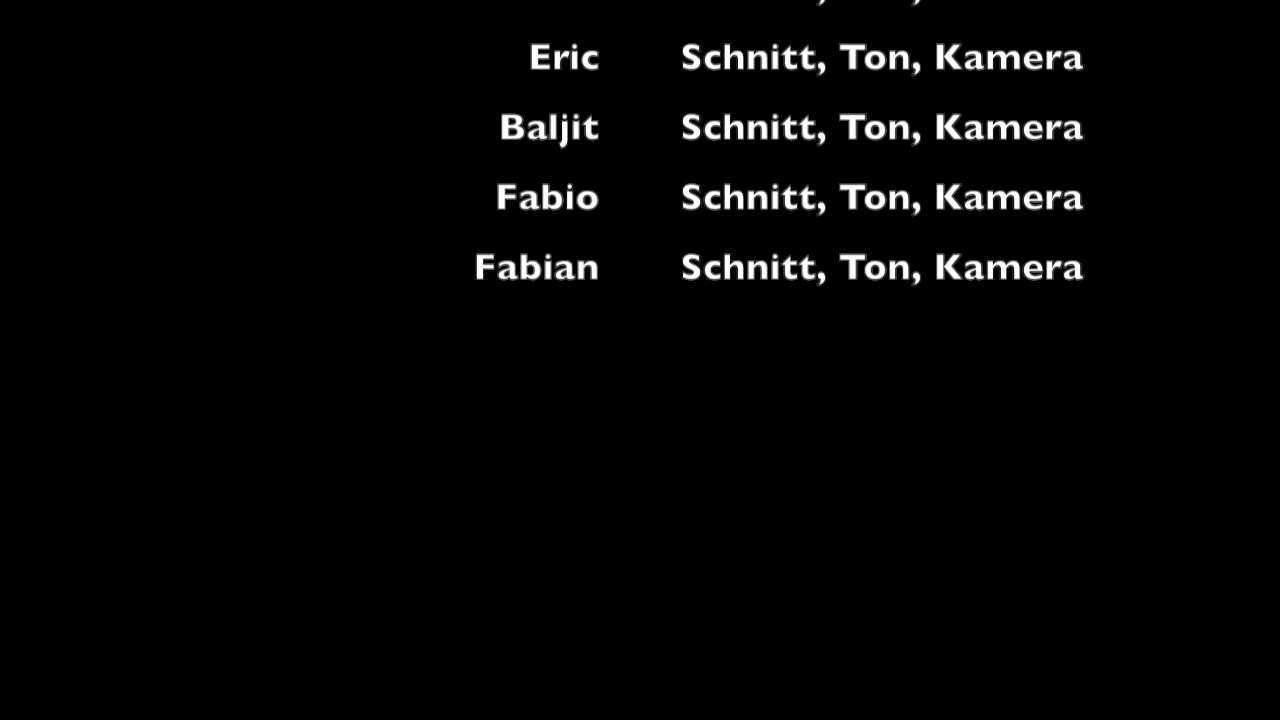 Eric Schnitt, Ton, Kamera
Baljit Schnitt, Ton, Kamera
Fabio Schnitt, Ton, Kamera
Fabian Schnitt, Ton, Kamera